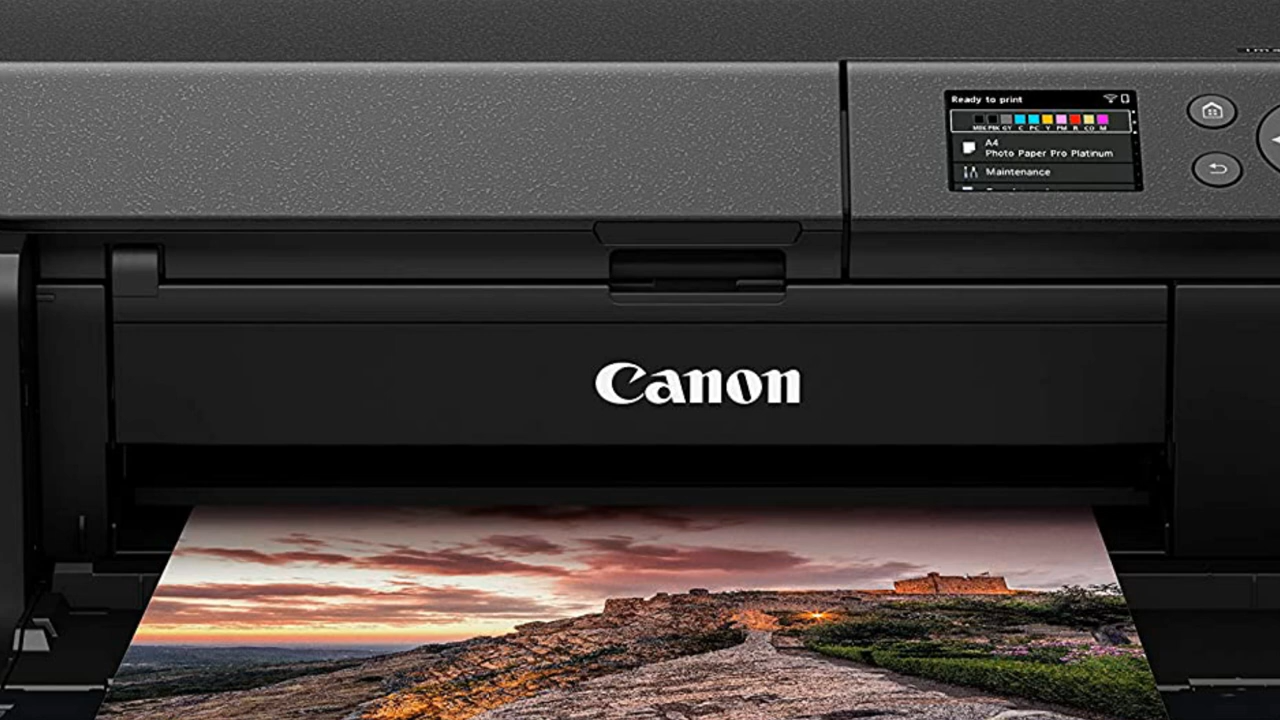 Ready to print
MBK PBK GY C PC Y PM R CO M
A4
Photo Paper Pro Platinum
Maintenance
Canon